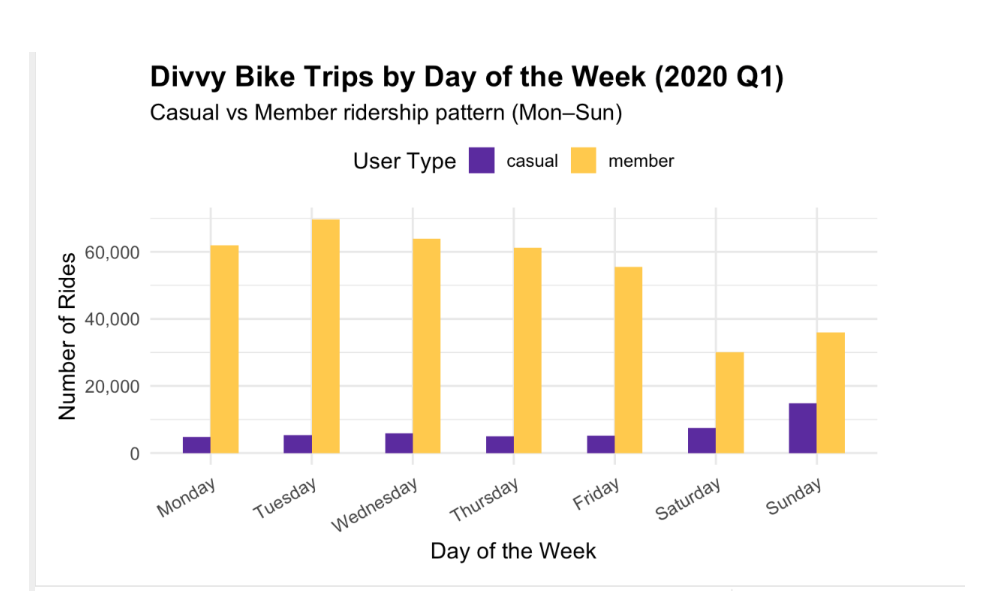 Divvy Bike Trips by Day of the Week (2020 Q1)
Casual vs Member ridership pattern (Mon–Sun)
User Type casual member
Number of Rides
60,000
40,000
20,000
0
Monday Tuesday Wednesday Thursday Friday Saturday Sunday
Day of the Week